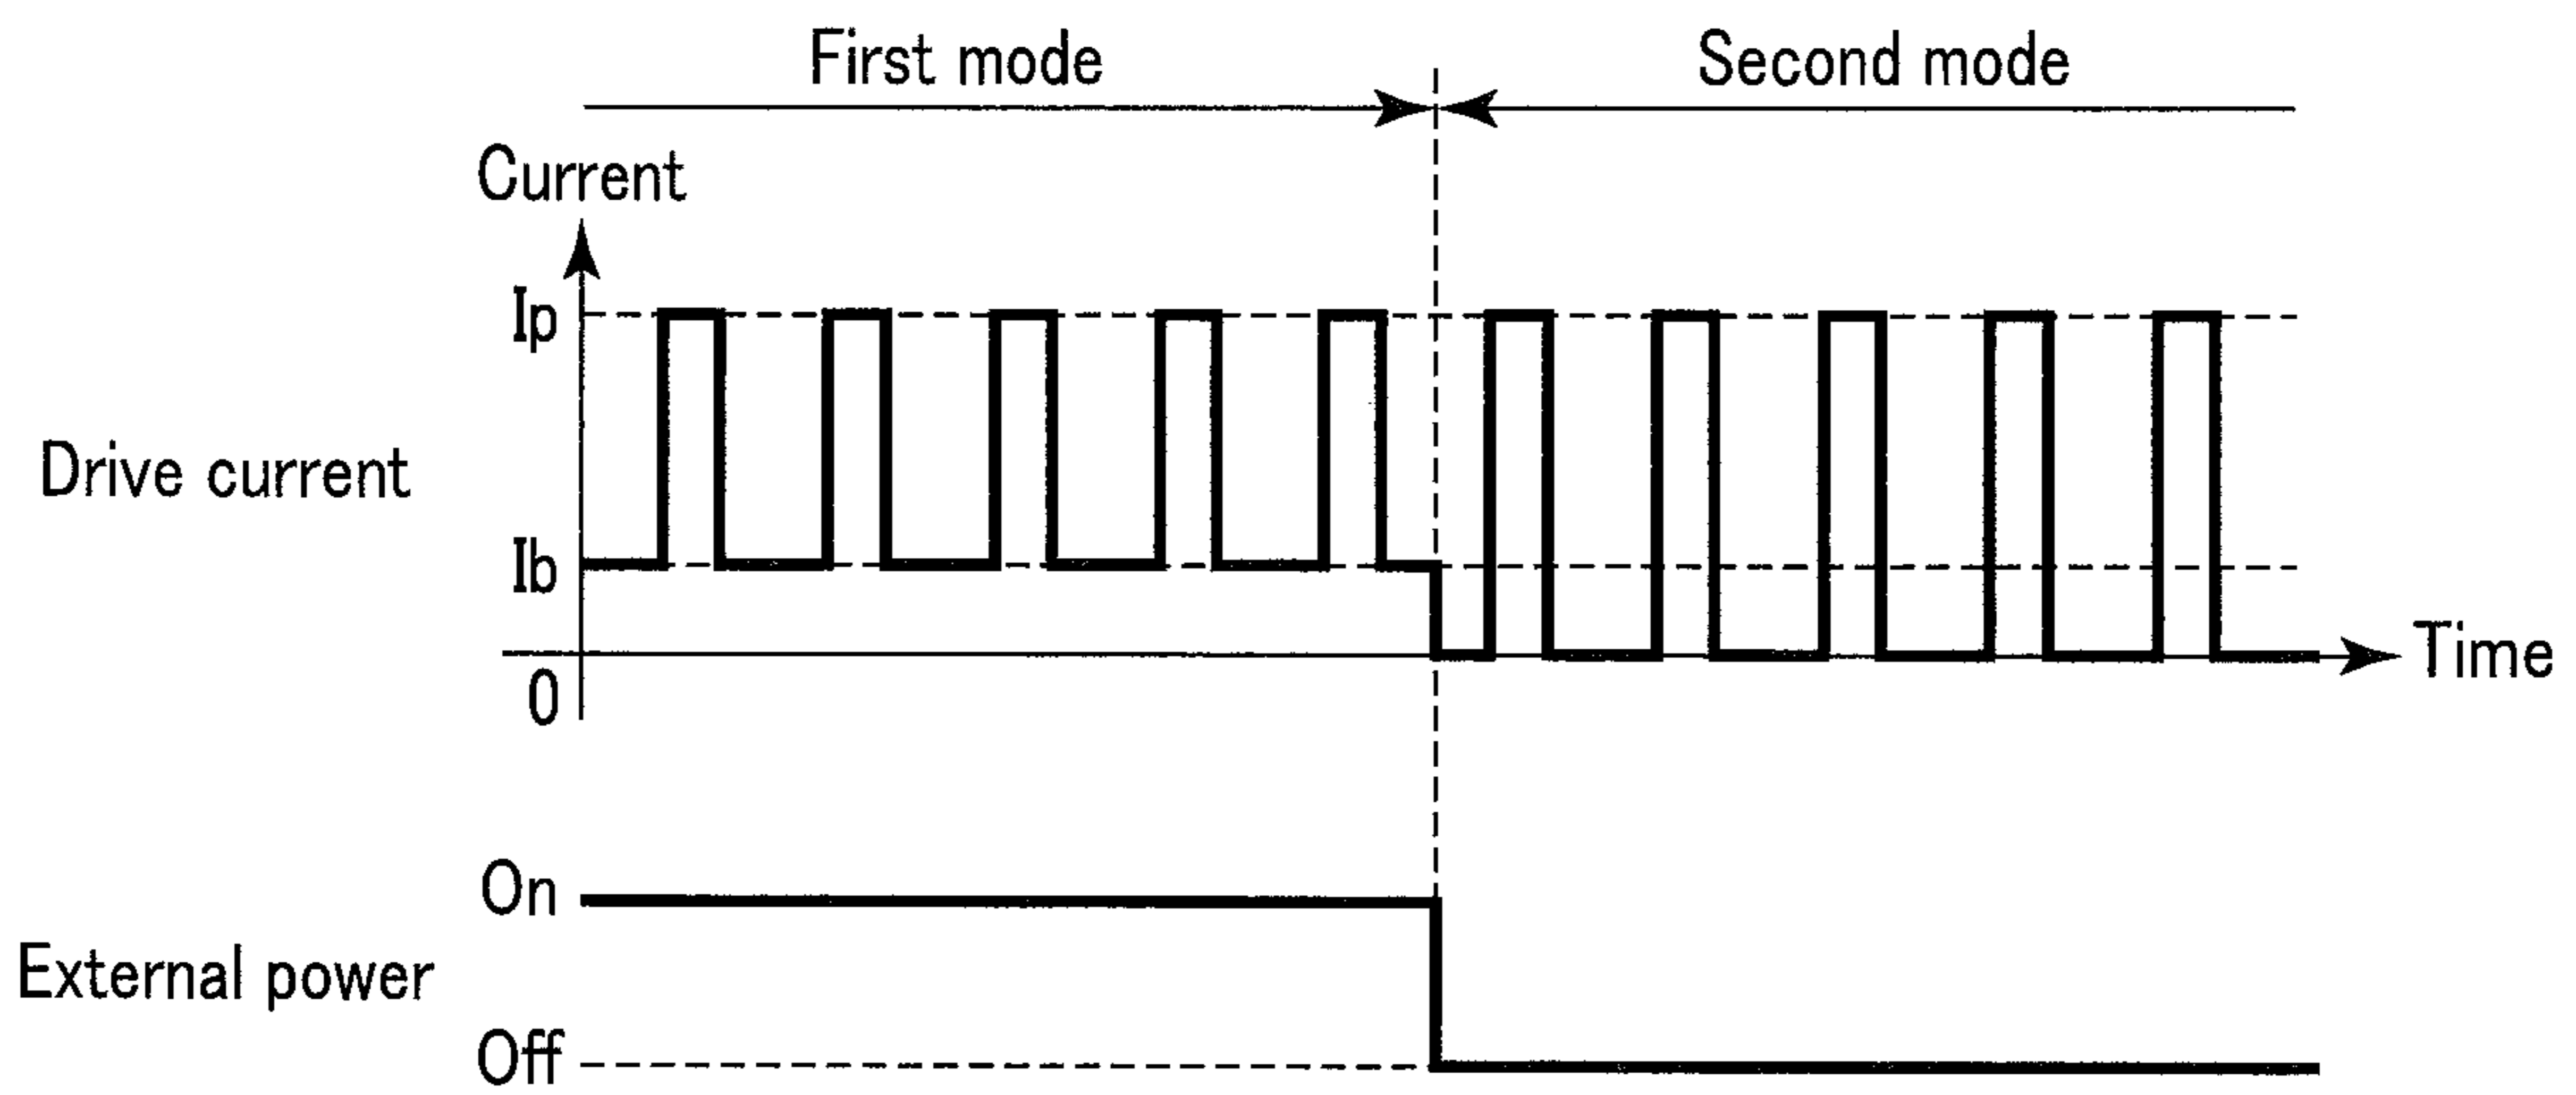 First mode
Second mode
Current
Ip
Drive current
Ib
0
Time
On
External power
Off